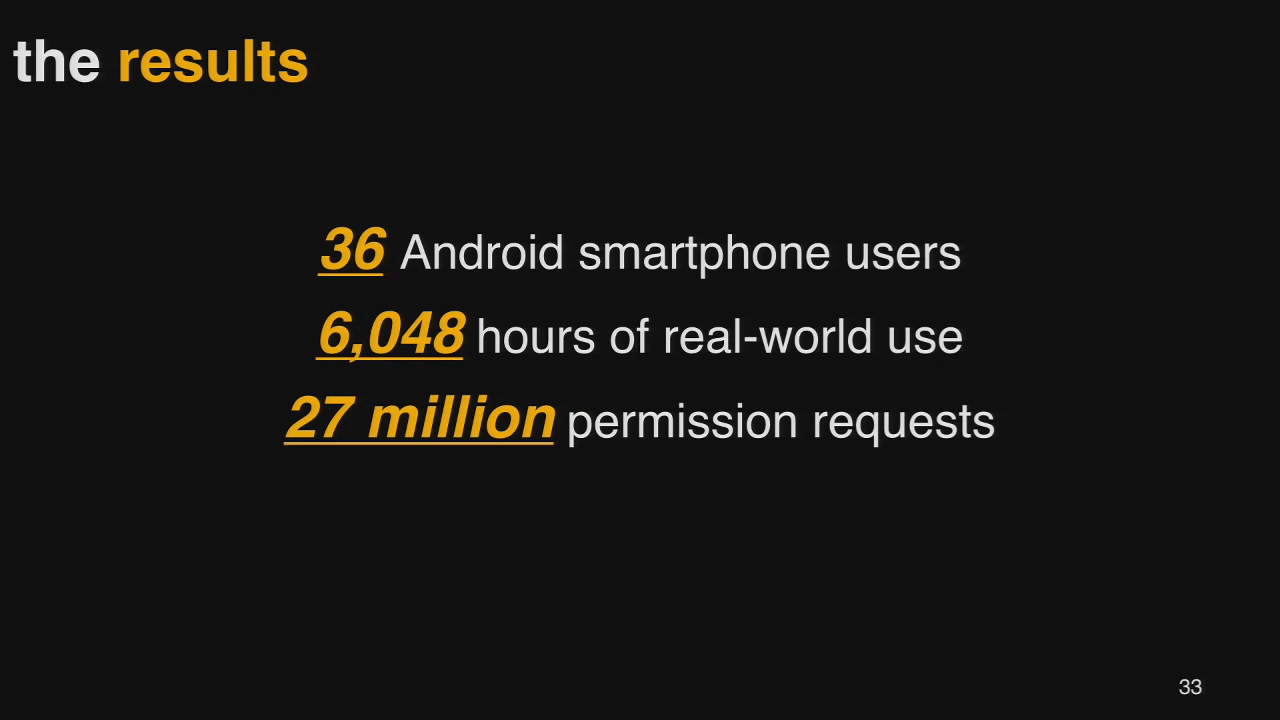 the results
36 Android smartphone users
6,048 hours of real-world use
27 million permission requests
33